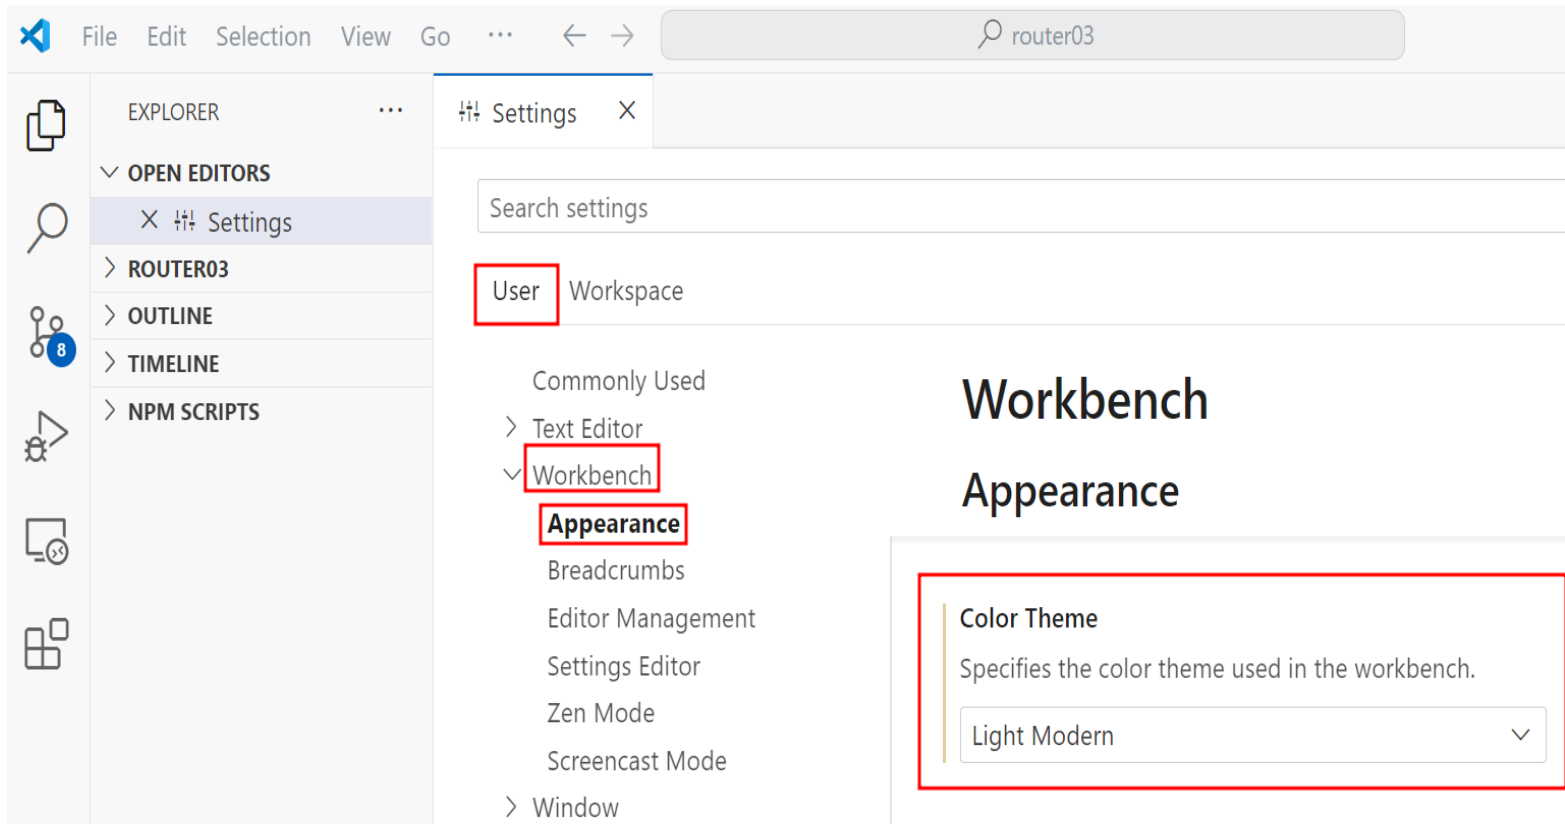 File Edit Selection View Go ··· router03
EXPLORER ···
OPEN EDITORS
Settings
ROUTER03
OUTLINE
TIMELINE
NPM SCRIPTS
8
Settings
Search settings
User Workspace
Commonly Used
Text Editor
Workbench
Appearance
Breadcrumbs
Editor Management
Settings Editor
Zen Mode
Screencast Mode
Window
Workbench
Appearance
Color Theme
Specifies the color theme used in the workbench.
Light Modern